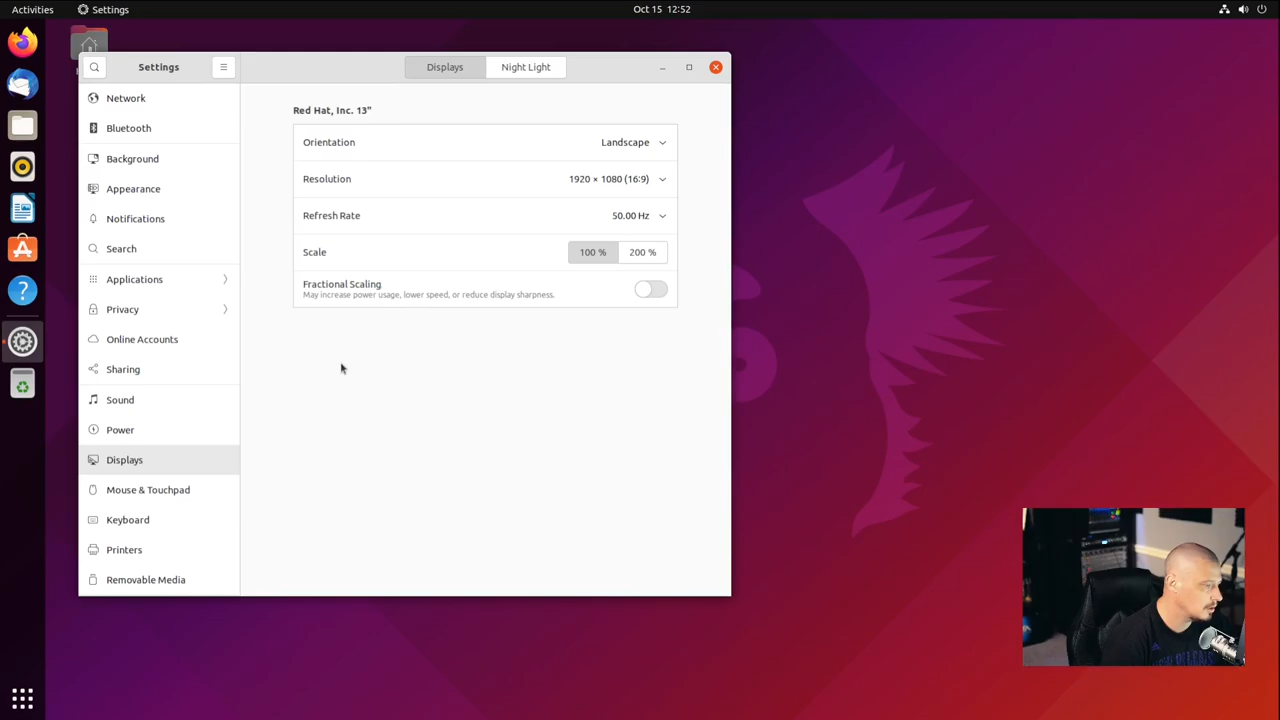 Activities
Settings
Oct 15 12:52
Settings
Displays
Night Light
Network
Bluetooth
Background
Appearance
Notifications
Search
Applications
Privacy
Online Accounts
Sharing
Sound
Power
Displays
Mouse & Touchpad
Keyboard
Printers
Removable Media
Red Hat, Inc. 13"
Orientation
Landscape
Resolution
1920 × 1080 (16:9)
Refresh Rate
50.00 Hz
Scale
100 %
200 %
Fractional Scaling
May increase power usage, lower speed, or reduce display sharpness.